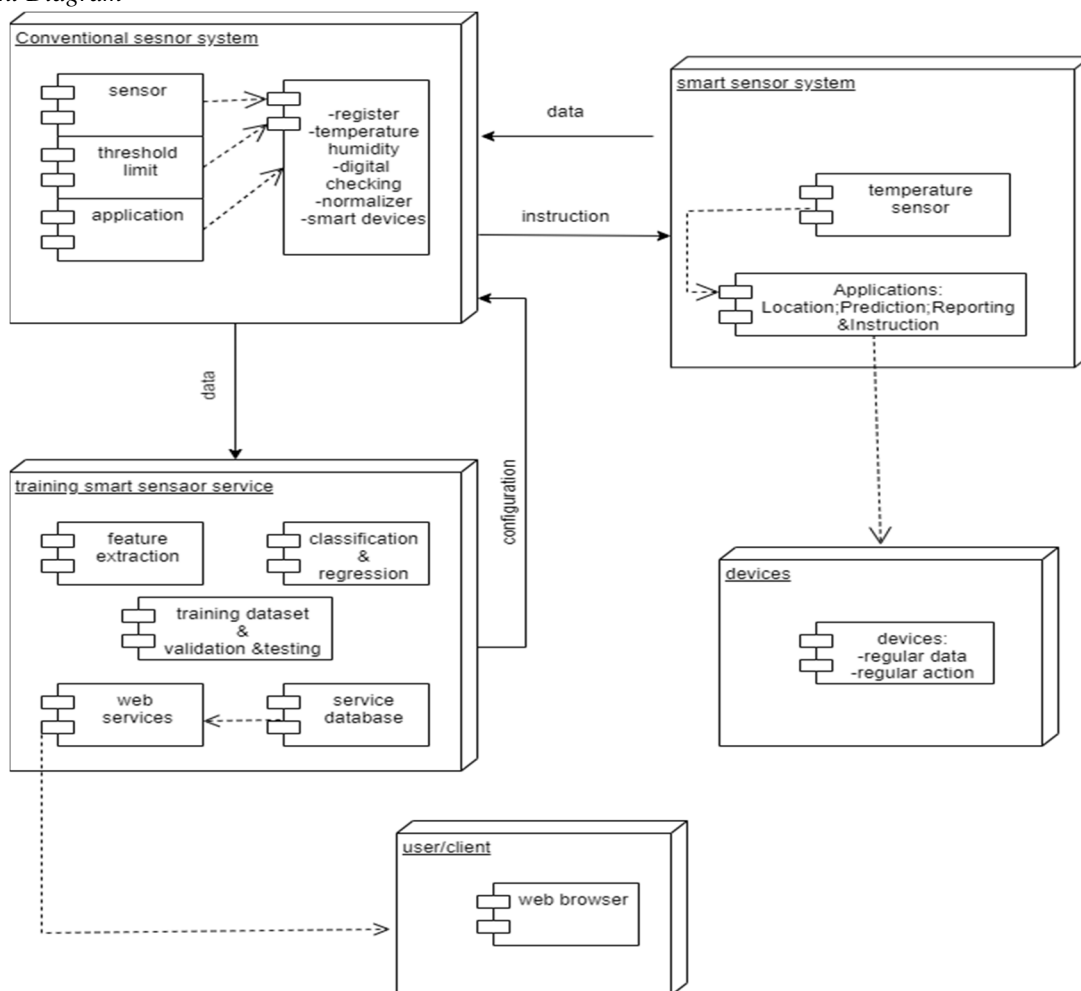 Conventional sesnor system
sensor
threshold
limit
application
-register
-temperature
humidity
-digital
checking
-normalizer
-smart devices
data
instruction
smart sensor system
temperature
sensor
Applications:
Location;Prediction;Reporting
&Instruction
data
configuration
training smart sensaor service
feature
extraction
classification
&
regression
training dataset
&
validation &testing
web
services
service
database
devices
devices:
-regular data
-regular action
user/client
web browser